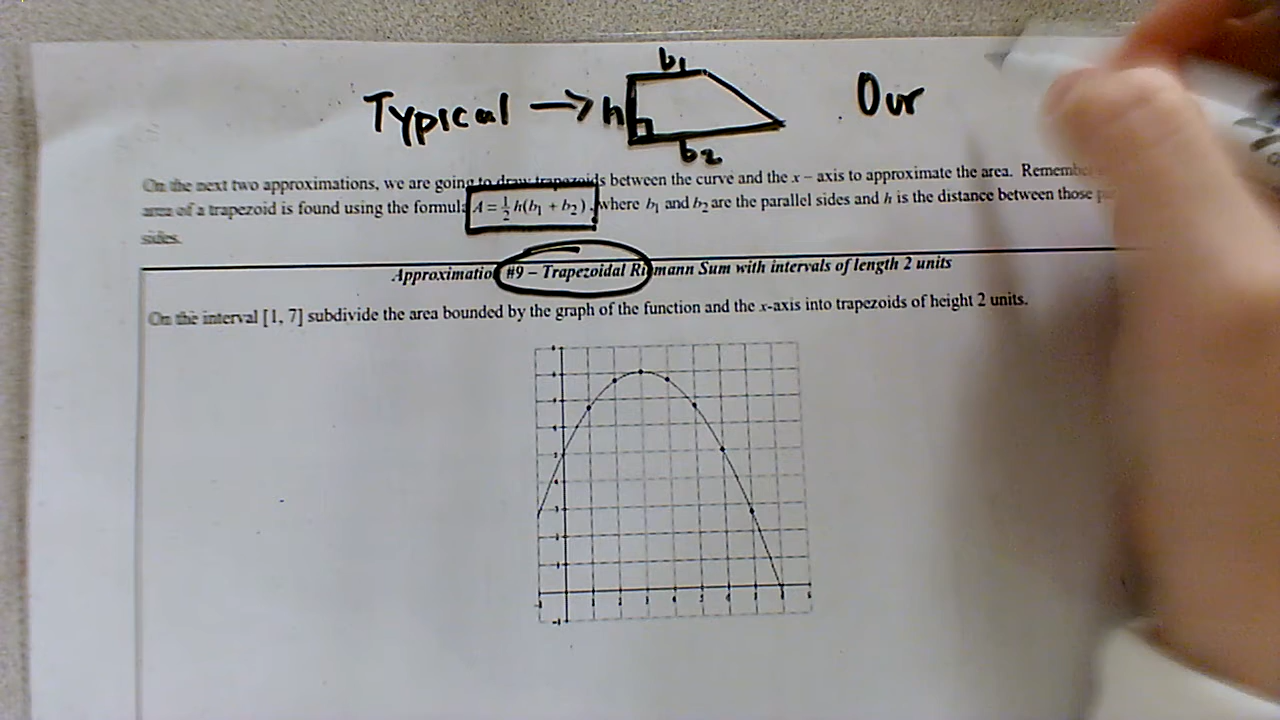 b₁
Typical → h
Our
b₂
On the next two approximations, we are going to draw trapezoids between the curve and the x – axis to approximate the area. Remember
area of a trapezoid is found using the formula A = ½ h(b₁ + b₂), where b₁ and b₂ are the parallel sides and h is the distance between those
sides.
Approximation #9 – Trapezoidal Riemann Sum with intervals of length 2 units
On the interval [1, 7] subdivide the area bounded by the graph of the function and the x-axis into trapezoids of height 2 units.